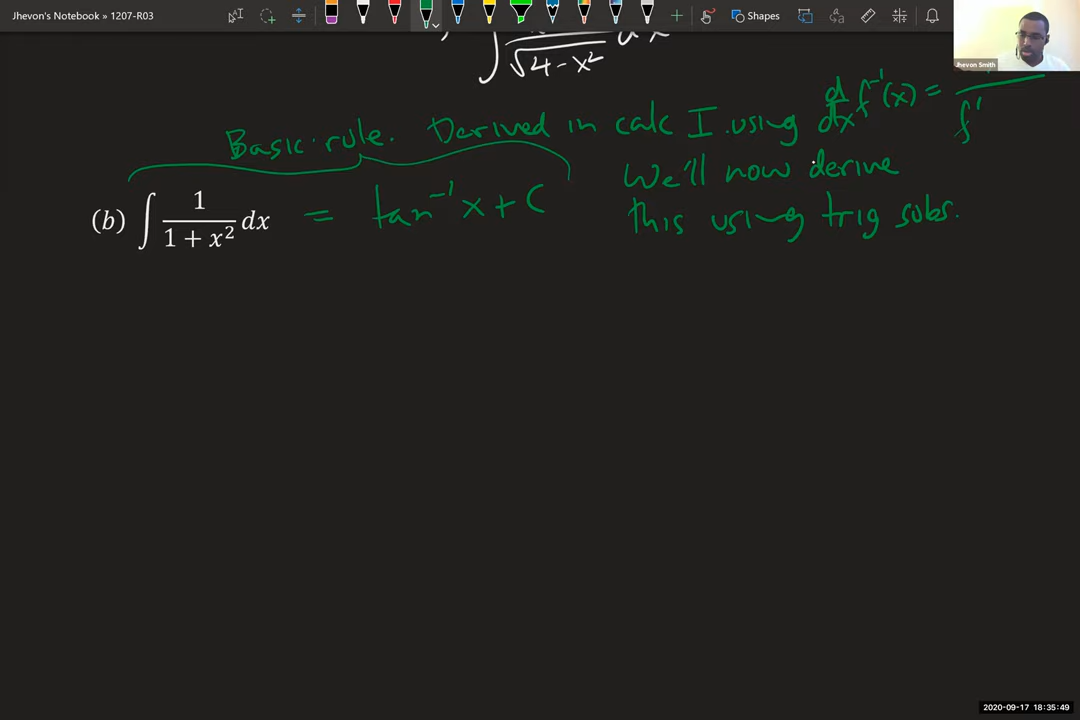 Jhevon's Notebook » 1207-R03
Shapes
Jhevon Smith
∫ √4-x²
Basic rule. Derived in calc I using d/dx f⁻¹(x) = f'
We'll now derive
this using trig subs.
(b) ∫ 1/(1 + x²) dx = tan⁻¹ x + C
2020-09-17 18:35:49